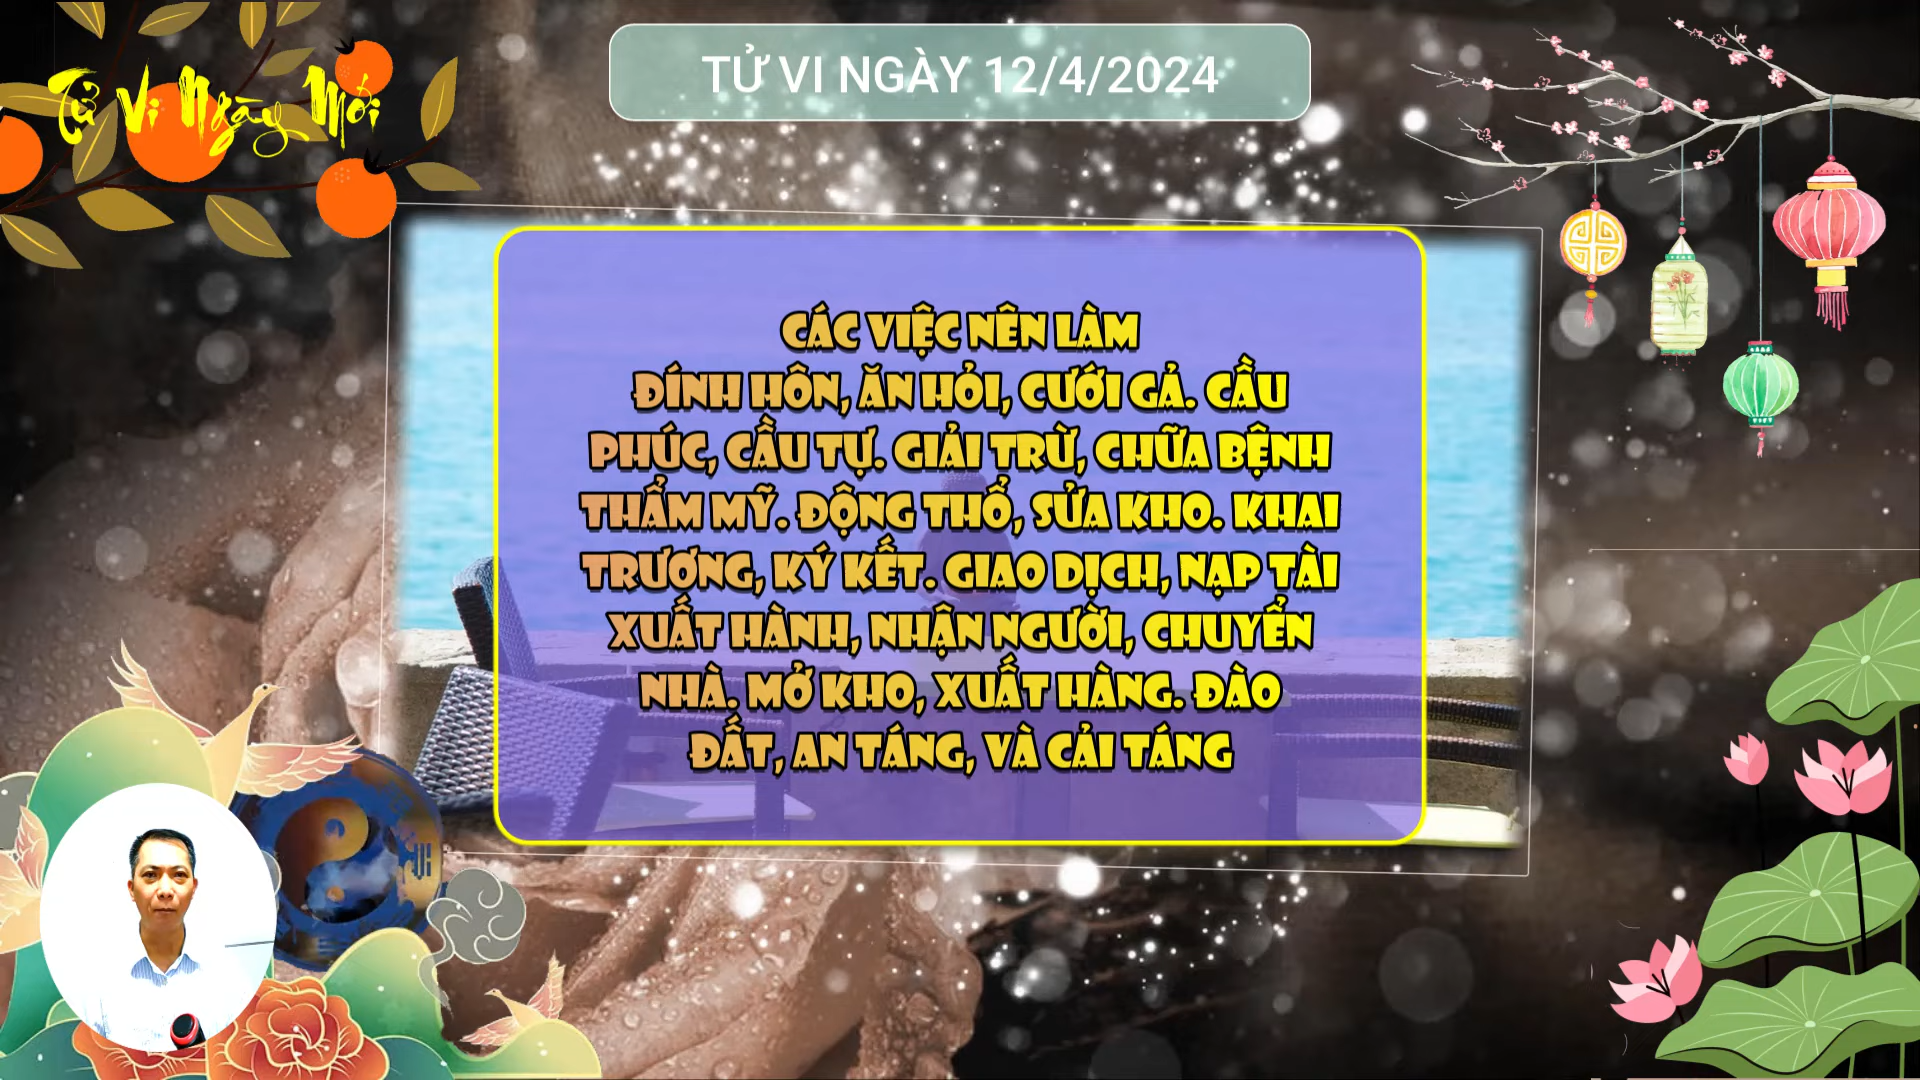 Tử Vi Ngày Mới
TỬ VI NGÀY 12/4/2024
CÁC VIỆC NÊN LÀM
ĐÍNH HÔN, ĂN HỎI, CƯỚI GẢ. CẦU
PHÚC, CẦU TỰ. GIẢI TRỪ, CHỮA BỆNH
THẨM MỸ. ĐỘNG THỔ, SỬA KHO. KHAI
TRƯƠNG, KÝ KẾT. GIAO DỊCH, NẠP TÀI
XUẤT HÀNH, NHẬN NGƯỜI, CHUYỂN
NHÀ. MỞ KHO, XUẤT HÀNG. ĐÀO
ĐẤT, AN TÁNG, VÀ CẢI TÁNG